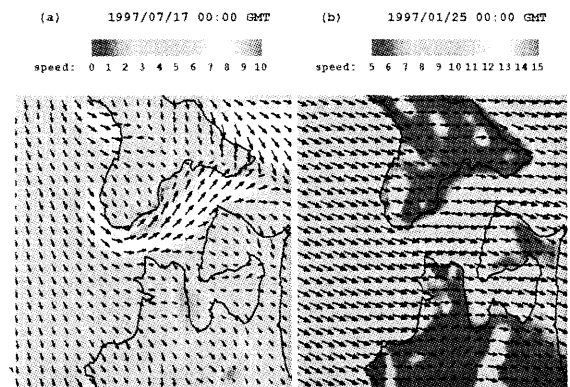 (a) 1997/07/17 00:00 GMT
speed: 0 1 2 3 4 5 6 7 8 9 10
(b) 1997/01/25 00:00 GMT
speed: 5 6 7 8 9 10 11 12 13 14 15